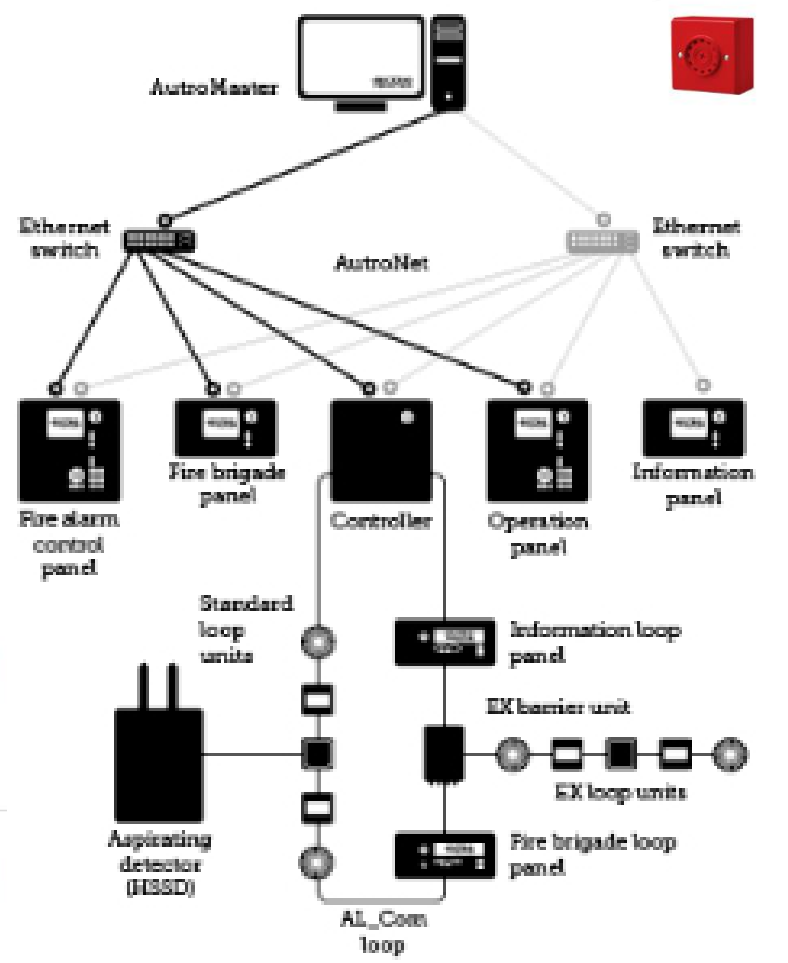 AutroMaster
Ethernet
switch
Ethernet
switch
AutroNet
Fire alarm
control
panel
Fire brigade
panel
Controller
Operation
panel
Information
panel
Standard
loop
units
Information loop
panel
EX barrier unit
EX loop units
Aspirating
detector
(HSSD)
Fire brigade loop
panel
AL_Com
loop